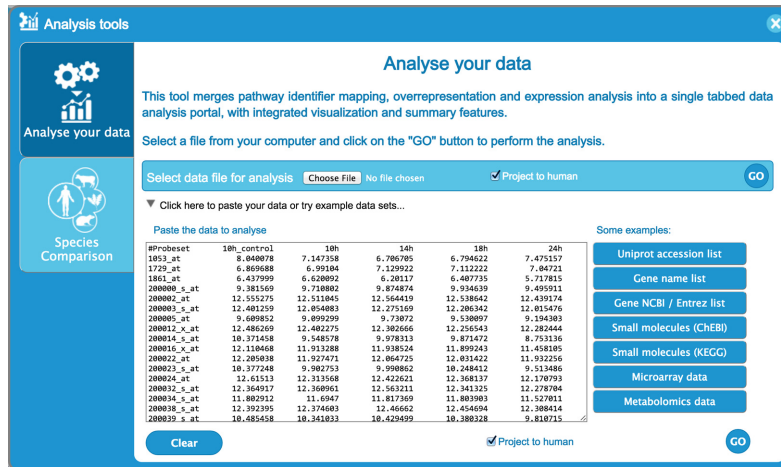 Analysis tools
Analyse your data
Species
Comparison
Analyse your data
This tool merges pathway identifier mapping, overrepresentation and expression analysis into a single tabbed data
analysis portal, with integrated visualization and summary features.
Select a file from your computer and click on the "GO" button to perform the analysis.
Select data file for analysis Choose File No file chosen Project to human GO
Click here to paste your data or try example data sets...
Paste the data to analyse
#Probeset 10h_control 10h 14h 18h 24h
1053_at 8.040078 7.147358 6.706705 6.794622 7.475157
1729_at 6.869688 6.99104 7.129922 7.112222 7.04721
1861_at 6.437999 6.620092 6.20117 6.407735 5.717815
200000_s_at 9.381569 9.710802 9.874874 9.934639 9.495911
200002_at 12.555275 12.511045 12.564419 12.538642 12.439174
200003_s_at 12.401259 12.054083 12.275169 12.206342 12.015476
200005_at 9.609852 9.099299 9.73072 9.530097 9.194303
200012_x_at 12.486269 12.402275 12.302666 12.256543 12.282444
200014_s_at 10.371458 9.548578 9.978313 9.871472 8.753136
200016_x_at 12.110468 11.913288 11.938524 11.899243 11.458105
200022_at 12.205038 11.927471 12.064725 12.031422 11.932256
200023_s_at 10.377248 9.902753 9.990862 10.248412 9.513486
200024_at 12.61513 12.313568 12.422621 12.368137 12.170793
200032_s_at 12.364917 12.360961 12.563211 12.341325 12.278704
200034_s_at 11.802912 11.6947 11.817369 11.803903 11.527011
200038_s_at 12.392395 12.374603 12.46662 12.454694 12.308414
200039_s_at 10.485458 10.341033 10.429499 10.380328 9.810715
Some examples:
Uniprot accession list
Gene name list
Gene NCBI / Entrez list
Small molecules (ChEBI)
Small molecules (KEGG)
Microarray data
Metabolomics data
Clear Project to human GO